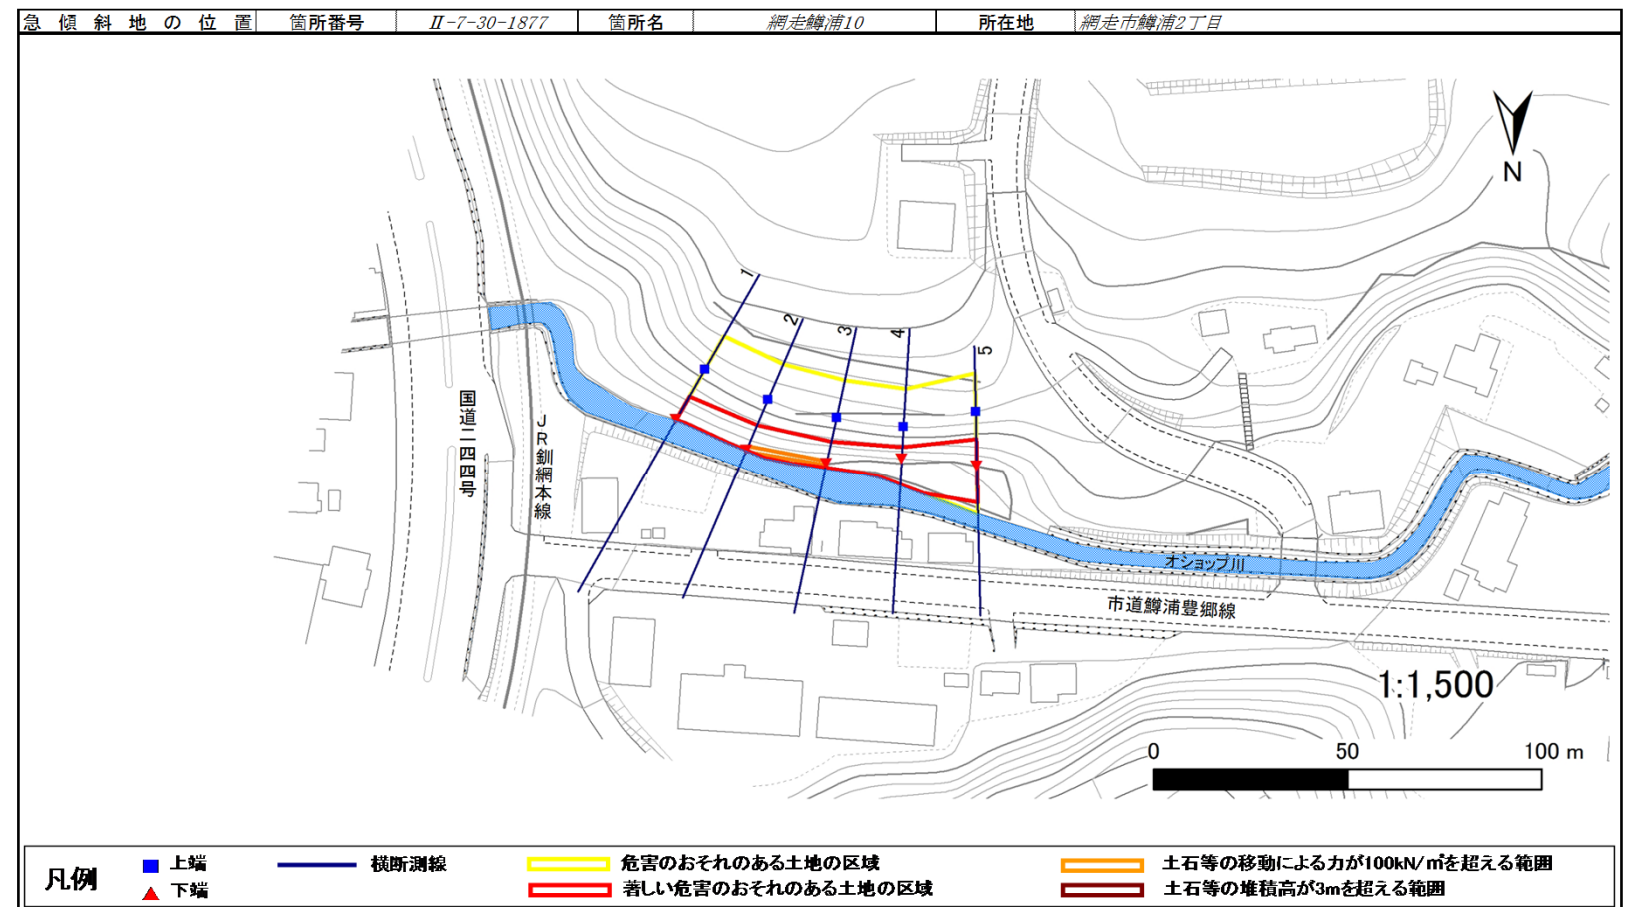 急傾斜地の位置 箇所番号 Ⅱ-7-30-1877 箇所名 網走鱒浦10 所在地 網走市鱒浦2丁目
N
1
2
3
4
5
国道二四四号
JR釧網本線
オショップ川
市道鱒浦豊郷線
1:1,500
0 50 100 m
凡例
上端
下端
横断測線
危害のおそれのある土地の区域
著しい危害のおそれのある土地の区域
土石等の移動による力が100kN/㎡を超える範囲
土石等の堆積高が3mを超える範囲